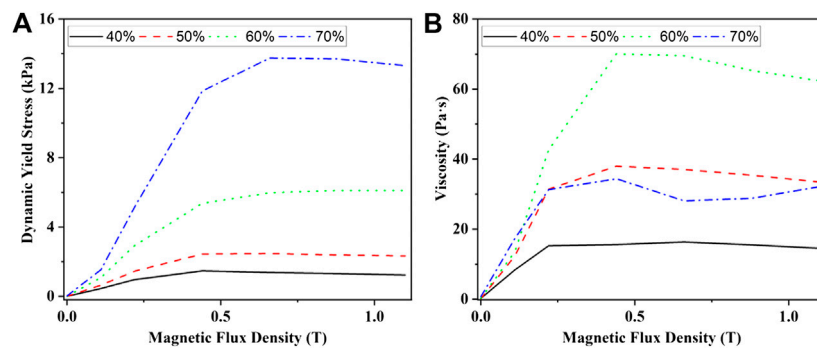 A
40% 50% 60% 70%
16
12
8
4
0
Dynamic Yield Stress (kPa)
0.0 0.5 1.0
Magnetic Flux Density (T)
B
40% 50% 60% 70%
80
60
40
20
0
Viscosity (Pa·s)
0.0 0.5 1.0
Magnetic Flux Density (T)